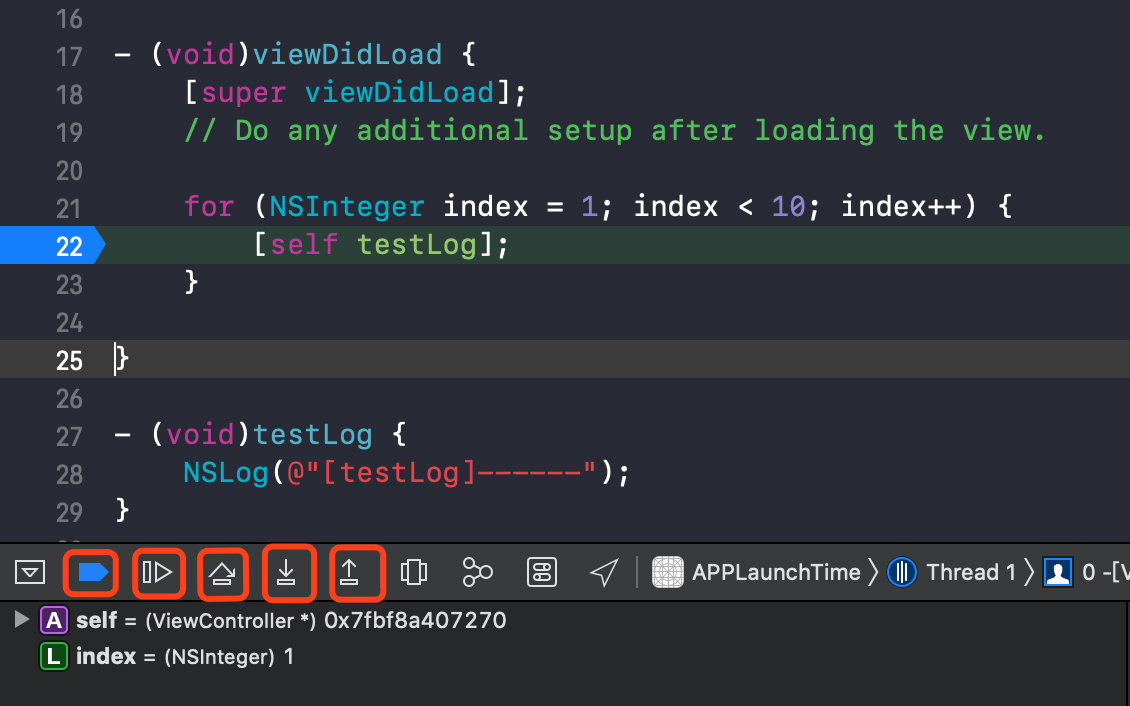 16
17 - (void)viewDidLoad {
18 [super viewDidLoad];
19 // Do any additional setup after loading the view.
20
21 for (NSInteger index = 1; index < 10; index++) {
22 [self testLog];
23 }
24
25 }
26
27 - (void)testLog {
28 NSLog(@"[testLog]------");
29 }
APPLaunchTime 〉 Thread 1 〉 0 -[V
A self = (ViewController *) 0x7fbf8a407270
L index = (NSInteger) 1